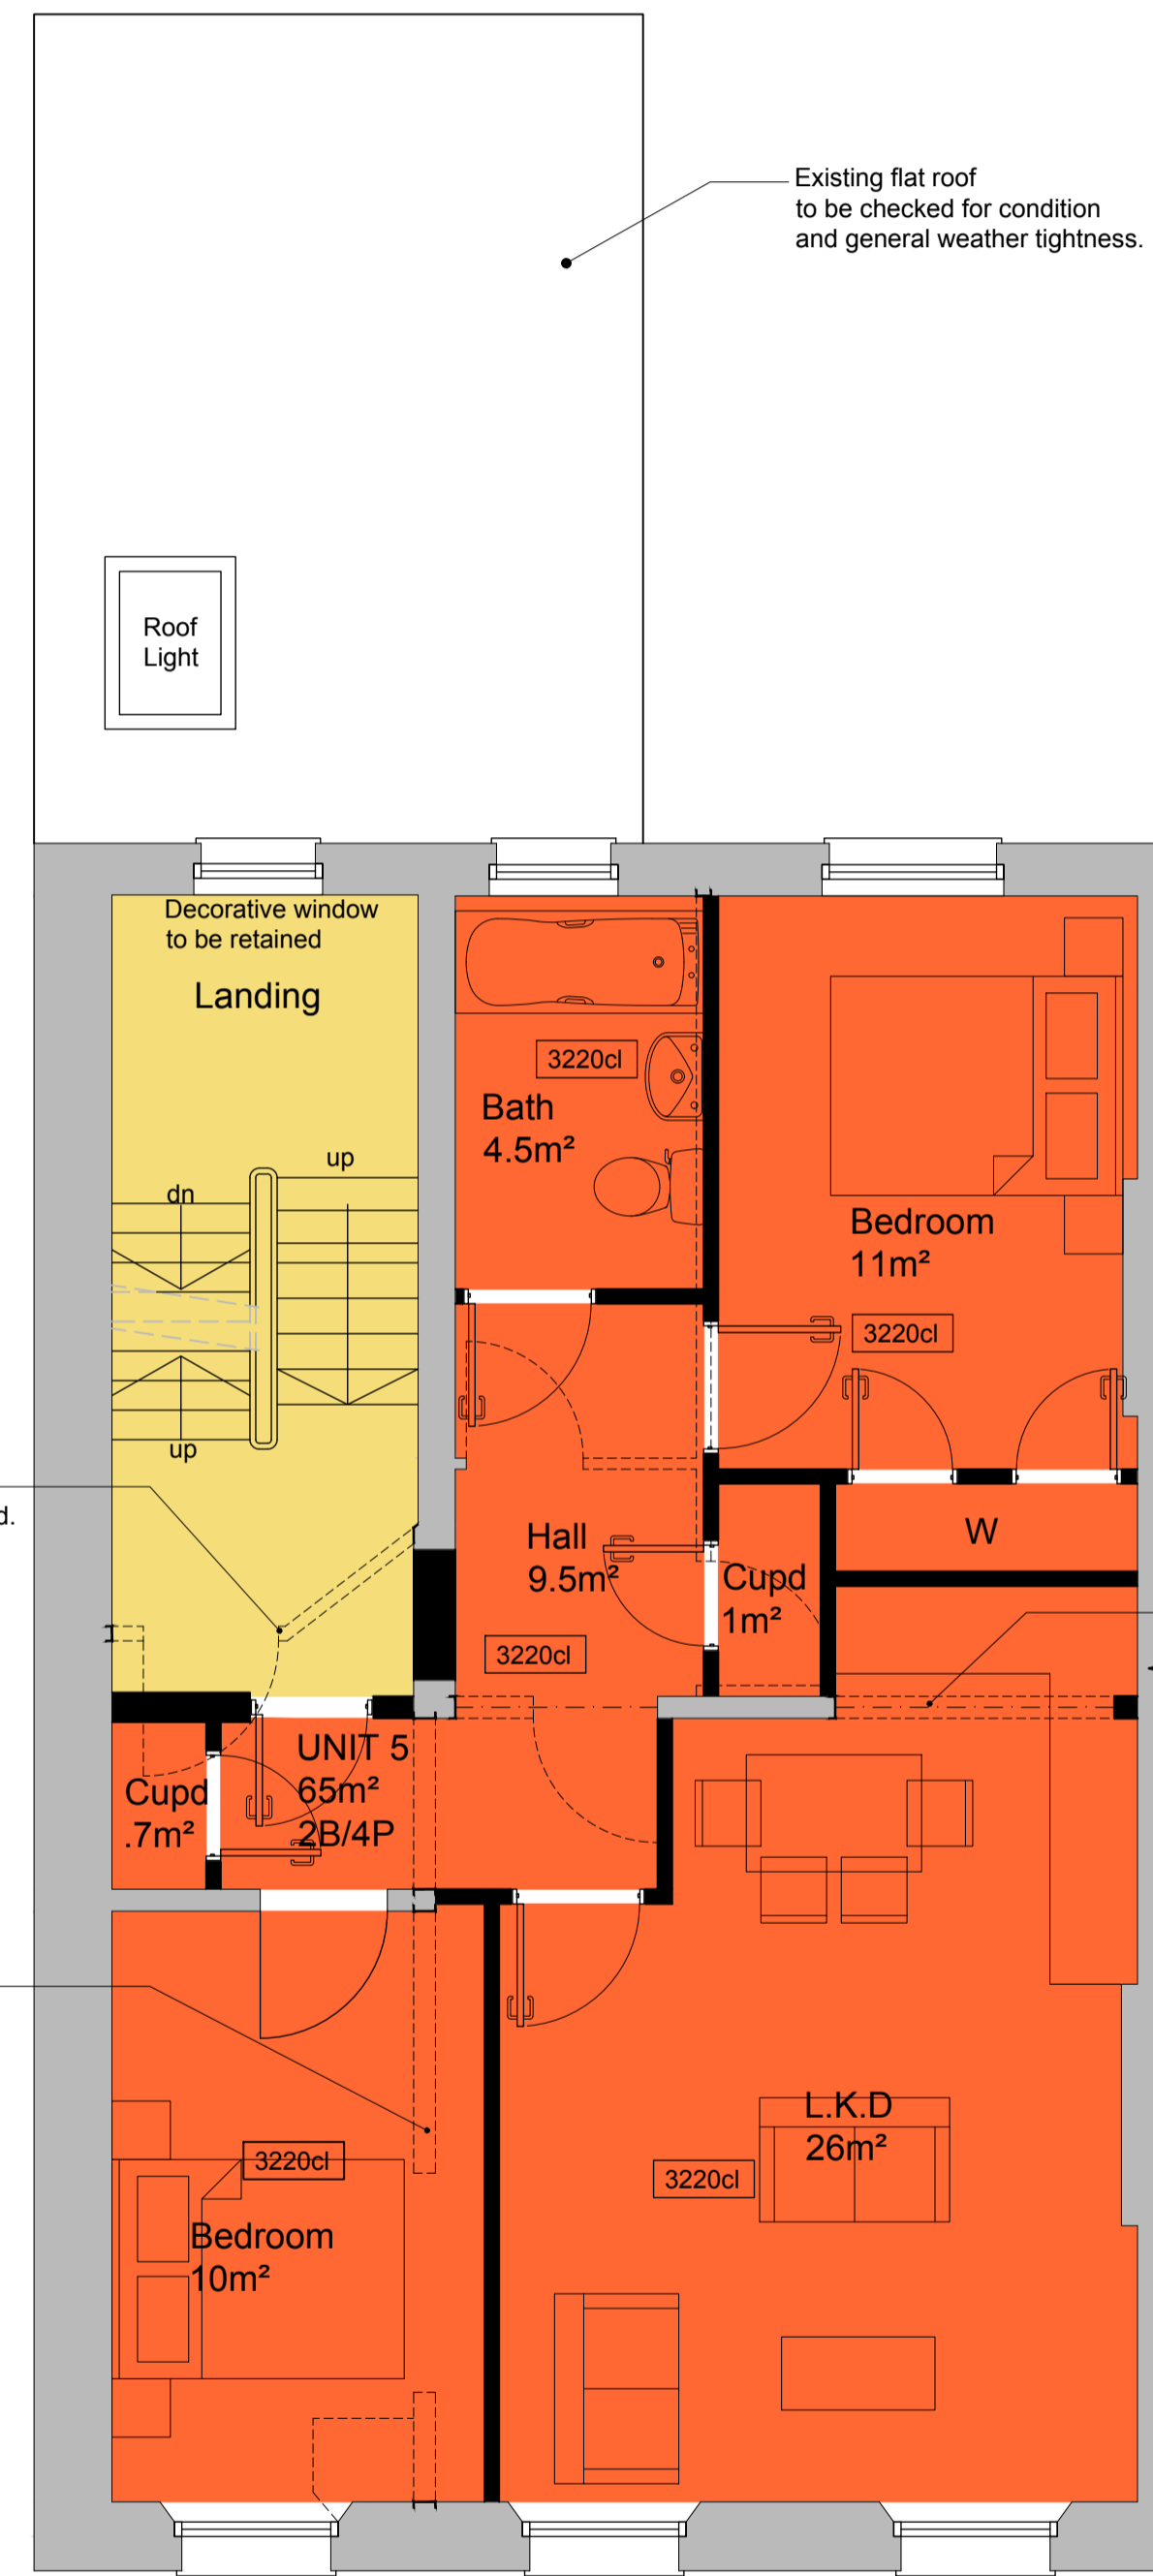 Existing flat roof
to be checked for condition
and general weather tightness.
Roof
Light
Decorative window
to be retained
Landing
3220cl
Bath
4.5m²
up
dn
up
Bedroom
11m²
3220cl
d.
Hall
9.5m²
W
Cupd
1m²
3220cl
UNIT 5
65m²
2B/4P
Cupd
.7m²
L.K.D
26m²
3220cl
3220cl
Bedroom
10m²